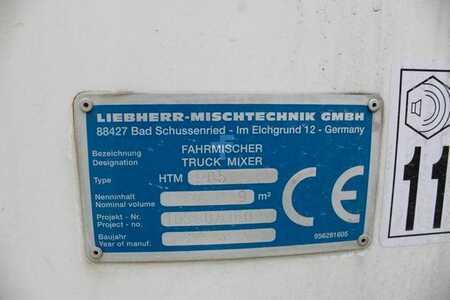 LIEBHERR-MISCHTECHNIK GMBH
88427 Bad Schussenried - Im Elchgrund 12 - Germany
Bezeichnung FAHRMISCHER
Designation TRUCK MIXER
Type HTM
Nenninhalt
Nominal volume 9 m³
Projekt - Nr.
Project - no.
Baujahr
Year of manuf.
CE
956281605
11